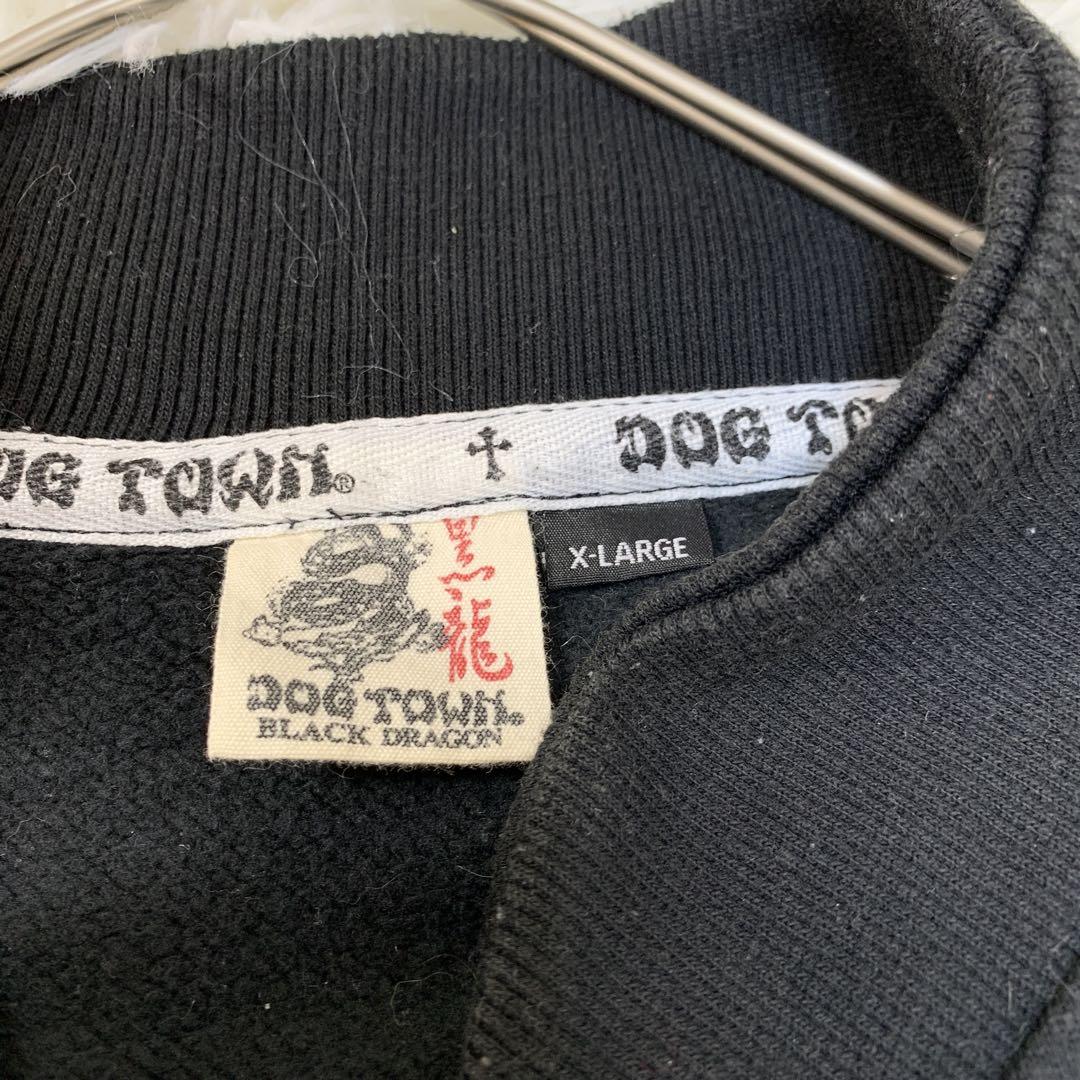 OG TOWN®
✝
DOG TO
X-LARGE
黒龍
DOG TOWN®
BLACK DRAGON